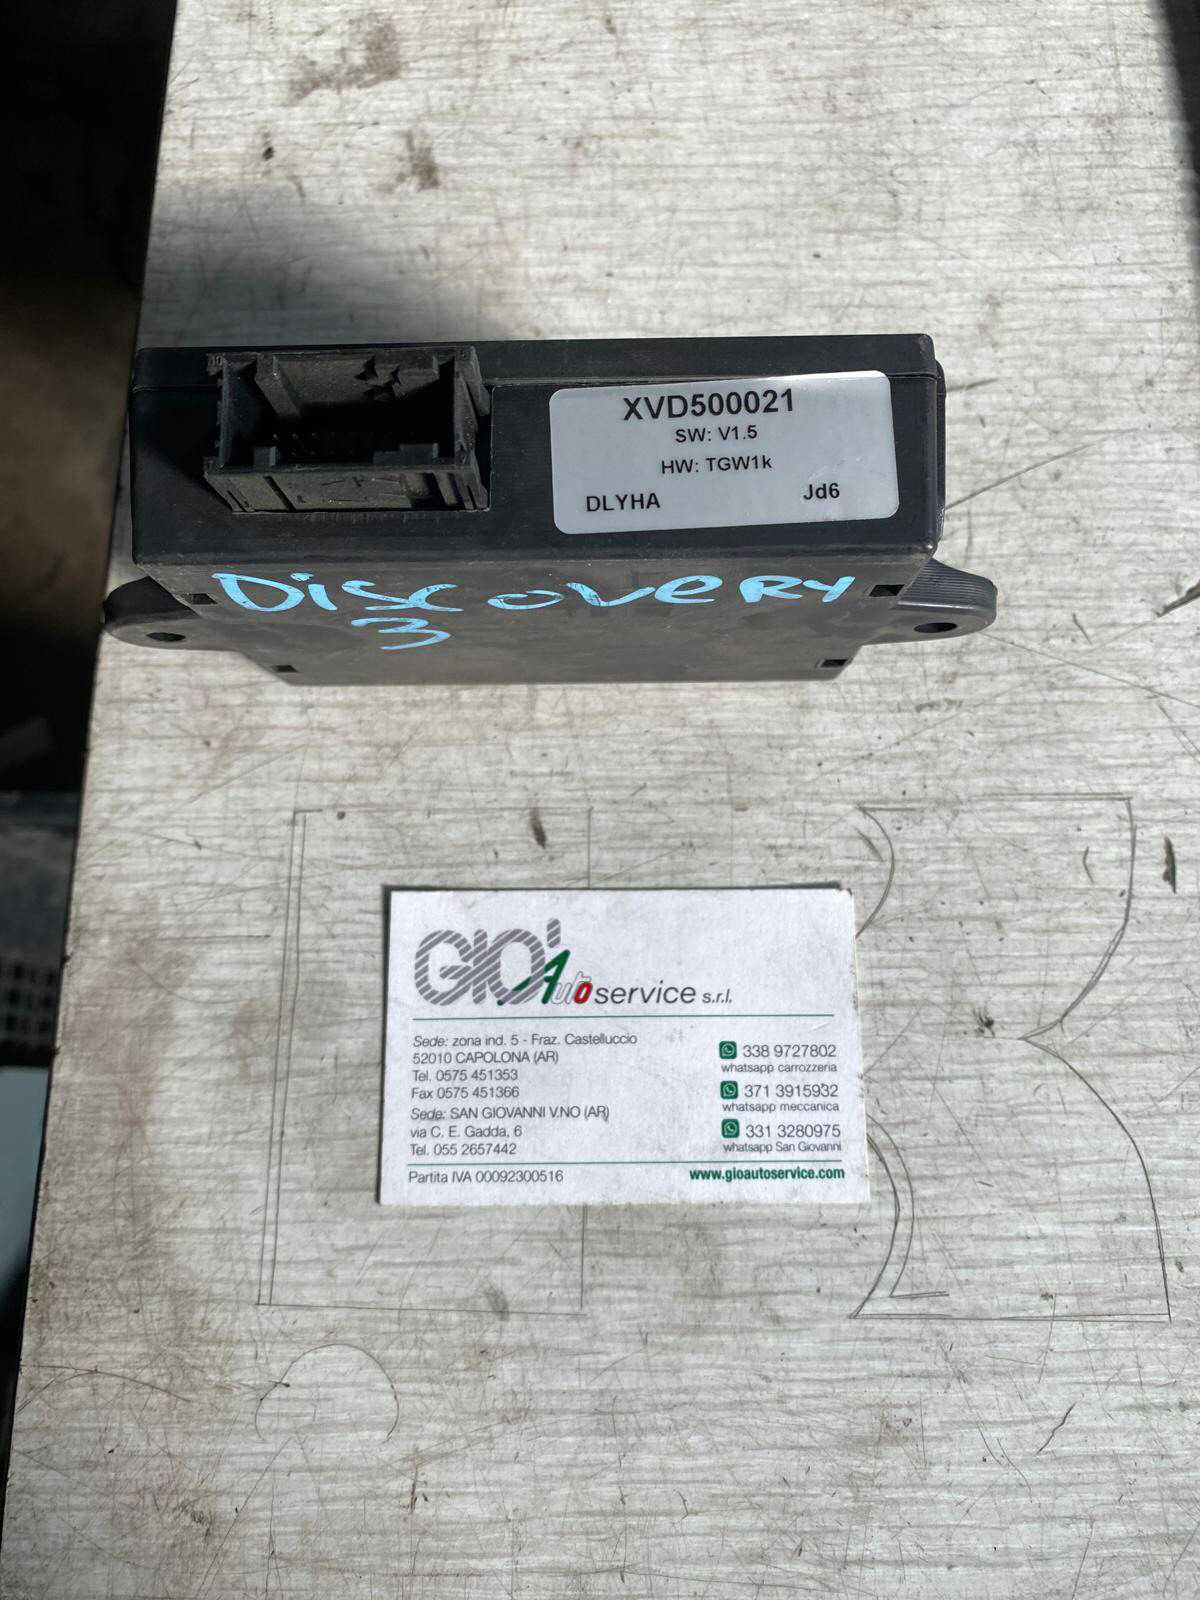 XVD500021
SW: V1.5
HW: TGW1k
DLYHA Jd6
DiSCOVeRY
3
GIO' Auto service s.r.l.
Sede: zona ind. 5 - Fraz. Castelluccio
52010 CAPOLONA (AR)
Tel. 0575 451353
Fax 0575 451366
Sede: SAN GIOVANNI V.NO (AR)
via C. E. Gadda, 6
Tel. 055 2657442
338 9727802
whatsapp carrozzeria
371 3915932
whatsapp meccanica
331 3280975
whatsapp San Giovanni
Partita IVA 00092300516
www.gioautoservice.com